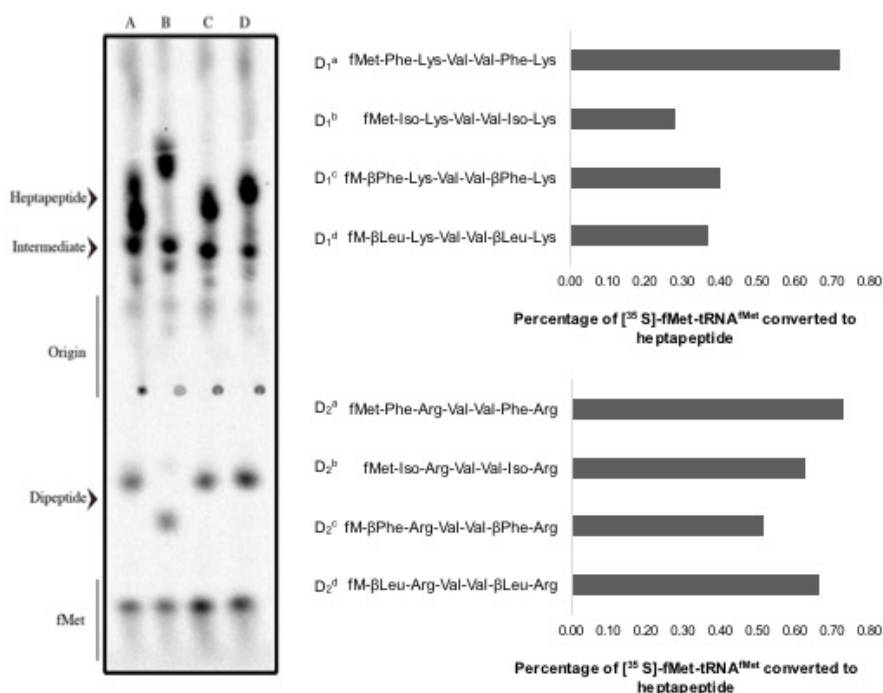 A B C D
Heptapeptide
Intermediate
Origin
Dipeptide
fMet
D₁ᵃ fMet-Phe-Lys-Val-Val-Phe-Lys
D₁ᵇ fMet-Iso-Lys-Val-Val-Iso-Lys
D₁ᶜ fM-βPhe-Lys-Val-Val-βPhe-Lys
D₁ᵈ fM-βLeu-Lys-Val-Val-βLeu-Lys
0.00 0.10 0.20 0.30 0.40 0.50 0.60 0.70 0.80
Percentage of [³⁵ S]-fMet-tRNAᶠᴹᵉᵗ converted to
heptapeptide
D₂ᵃ fMet-Phe-Arg-Val-Val-Phe-Arg
D₂ᵇ fMet-Iso-Arg-Val-Val-Iso-Arg
D₂ᶜ fM-βPhe-Arg-Val-Val-βPhe-Arg
D₂ᵈ fM-βLeu-Arg-Val-Val-βLeu-Arg
0.00 0.10 0.20 0.30 0.40 0.50 0.60 0.70 0.80
Percentage of [³⁵ S]-fMet-tRNAᶠᴹᵉᵗ converted to
heptapeptide